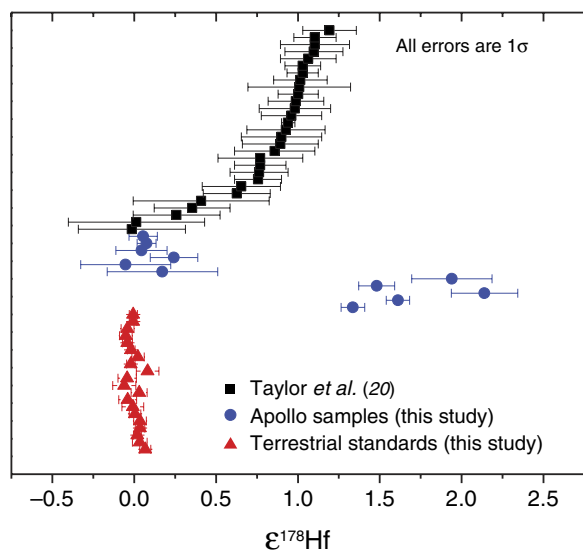 All errors are 1σ
Taylor et al. (20)
Apollo samples (this study)
Terrestrial standards (this study)
−0.5 0.0 0.5 1.0 1.5 2.0 2.5
ε¹⁷⁸Hf